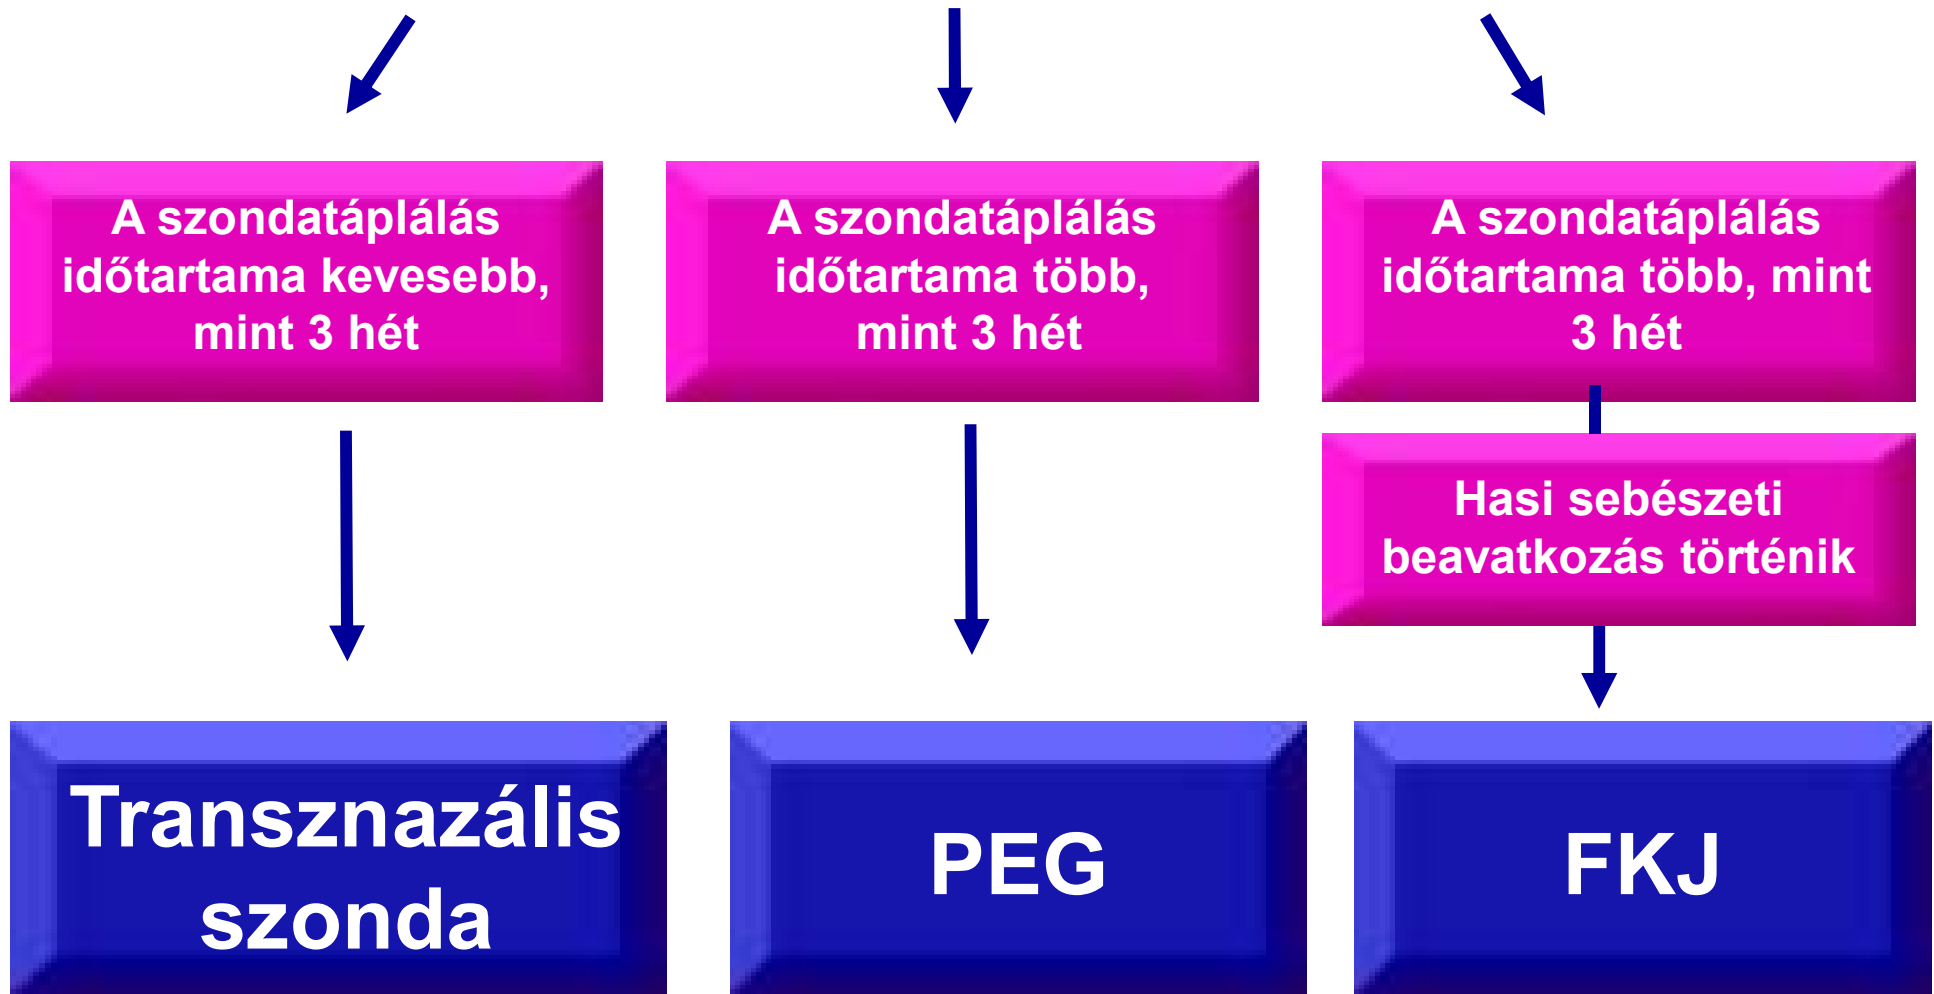 A szondatáplálás
időtartama kevesebb,
mint 3 hét
A szondatáplálás
időtartama több,
mint 3 hét
A szondatáplálás
időtartama több, mint
3 hét
Hasi sebészeti
beavatkozás történik
Transznazális
szonda
PEG
FKJ